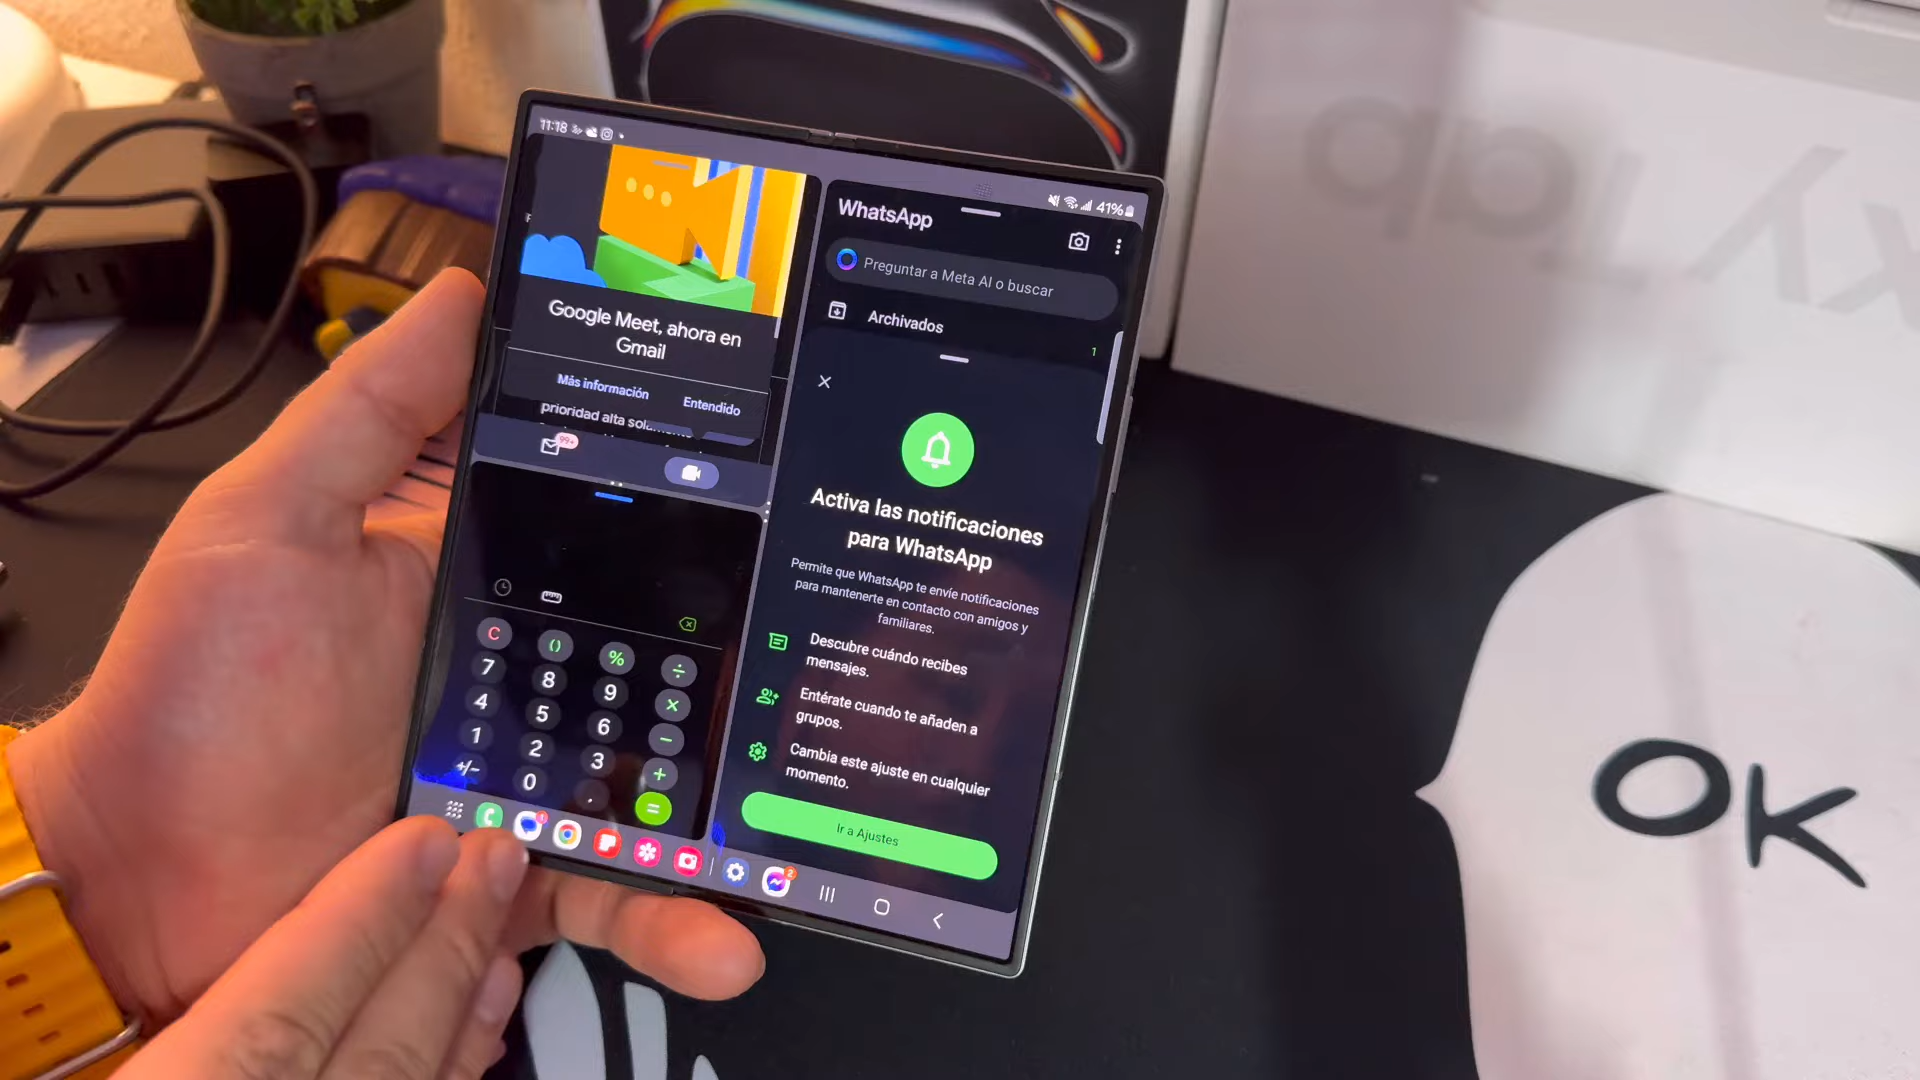 11:18
41%
Google Meet, ahora en
Gmail
Más información
Entendido
prioridad alta
99+
C
()
%
÷
7
8
9
×
4
5
6
−
1
2
3
+
+/−
0
.
=
1
WhatsApp
Preguntar a Meta AI o buscar
Archivados
1
Activa las notificaciones
para WhatsApp
Permite que WhatsApp te envíe notificaciones
para mantenerte en contacto con amigos y
familiares.
Descubre cuándo recibes
mensajes.
Entérate cuando te añaden a
grupos.
Cambia este ajuste en cualquier
momento.
Ir a Ajustes
2
xy Tab
OK